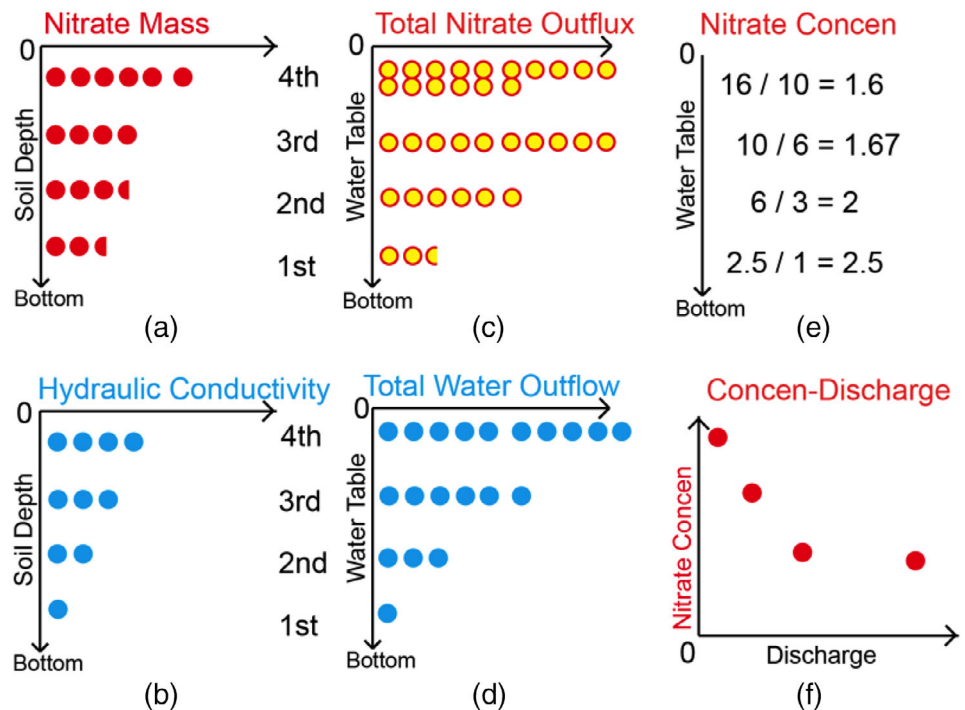 Nitrate Mass
0
Soil Depth
Bottom
(a)
4th
3rd
2nd
1st
Total Nitrate Outflux
0
Water Table
Bottom
(c)
Nitrate Concen
0
Water Table
16 / 10 = 1.6
10 / 6 = 1.67
6 / 3 = 2
2.5 / 1 = 2.5
Bottom
(e)
Hydraulic Conductivity
0
Soil Depth
Bottom
(b)
4th
3rd
2nd
1st
Total Water Outflow
0
Water Table
Bottom
(d)
Concen-Discharge
Nitrate Concen
0
Discharge
(f)